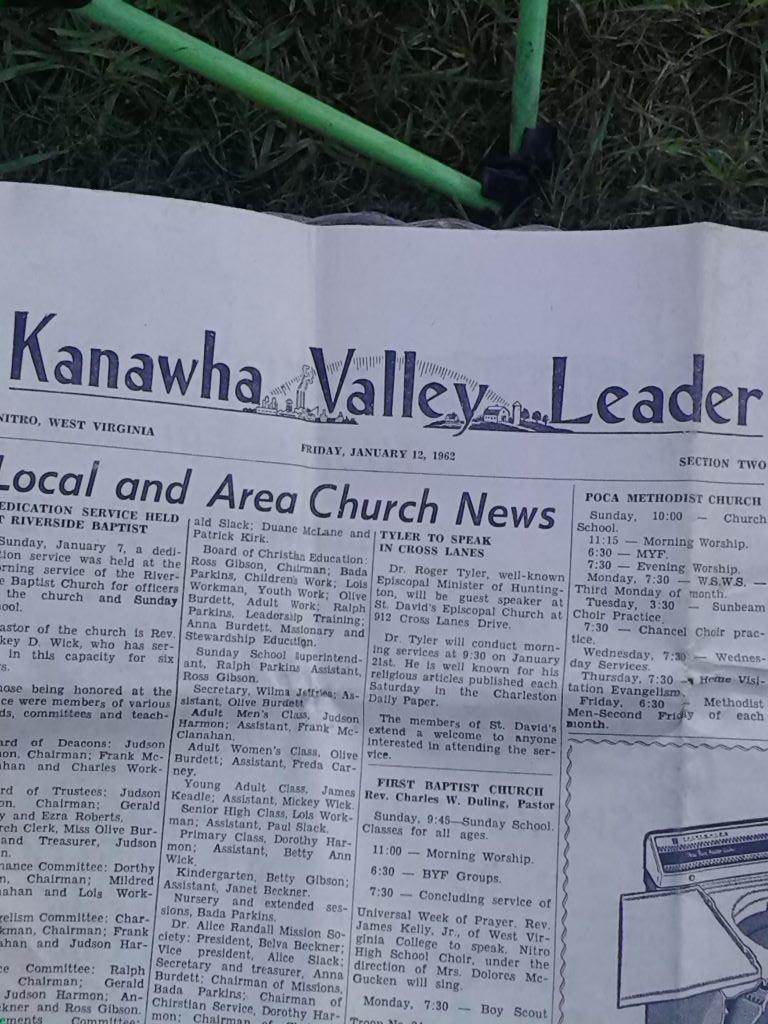 Kanawha Valley Leader
NITRO, WEST VIRGINIA
FRIDAY, JANUARY 12, 1962
SECTION TWO
Local and Area Church News
EDICATION SERVICE HELD
T RIVERSIDE BAPTIST
Sunday, January 7, a dedi-
tion service was held at the
orning service of the River-
e Baptist Church for officers
the church and Sunday
ool.
astor of the church is Rev.
key D. Wick, who has ser-
in this capacity for six
rs.
hose being honored at the
ice were members of various
ds, committees and teach-
ard of Deacons: Judson
on, Chairman; Frank Mc-
ahan and Charles Work-
rd of Trustees: Judson
on, Chairman; Gerald
y and Ezra Roberts.
rch Clerk, Miss Olive Bur-
and Treasurer, Judson
n.
nance Committee: Dorthy
n, Chairman; Mildred
ahan and Lois Work-
gelism Committee: Char-
kman, Chairman; Frank
ahan and Judson Har-
ce Committee: Ralph
Chairman; Gerald
Judson Harmon; An-
kner and Ross Gibson.
ements Committee:
ald Slack; Duane McLane and
Patrick Kirk.
Board of Christian Education:
Ross Gibson, Chairman; Bada
Parkins, Children's Work; Lois
Workman, Youth Work; Olive
Burdett, Adult Work; Ralph
Parkins, Leadership Training;
Anna Burdett, Missionary and
Stewardship Eduction.
Sunday School Superintend-
ant, Ralph Parkins Assistant,
Ross Gibson.
Secretary, Wilma Jeffries; As-
sistant, Olive Burdett
Adult Men's Class, Judson
Harmon; Assistant, Frank Mc-
Clanahan.
Adult Women's Class, Olive
Burdett; Assistant, Freda Car-
ney.
Young Adult Class, James
Keadle; Assistant, Mickey Wick.
Senior High Class, Lois Work-
man; Assistant, Paul Slack.
Primary Class, Dorothy Har-
mon; Assistant, Betty Ann
Wick.
Kindergarten, Betty Gibson;
Assistant, Janet Beckner.
Nursery and extended ses-
sions, Bada Parkins.
Dr. Alice Randall Mission So-
ciety: President, Belva Beckner;
Vice president, Alice Slack;
Secretary and treasurer, Anna
Burdett; Chairman of Missions,
Bada Parkins; Chairman of
Chirstian Service, Dorothy Har-
mon; Chairman of
TYLER TO SPEAK
IN CROSS LANES
Dr. Roger Tyler, well-known
Episcopal Minister of Hunting-
ton, will be guest speaker at
St. David's Episcopal Church at
912 Cross Lanes Drive.
Dr. Tyler will conduct morn-
ing services at 9:30 on January
21st. He is well known for his
religious articles published each
Saturday in the Charleston
Daily Paper.
The members of St. David's
extend a welcome to anyone
interested in attending the ser-
vice.
FIRST BAPTIST CHURCH
Rev. Charles W. Duling, Pastor
Sunday, 9:45—Sunday School.
Classes for all ages.
11:00 — Morning Worship.
6:30 — BYF Groups.
7:30 — Concluding service of
Universal Week of Prayer. Rev.
James Kelly, Jr., of West Vir-
ginia College to speak. Nitro
High School Choir, under the
direction of Mrs. Dolores Mc-
Gucken will sing.
Monday, 7:30 — Boy Scout
Troop No.
POCA METHODIST CHURCH
Sunday, 10:00 — Church
School.
11:15 — Morning Worship.
6:30 — MYF.
7:30 — Evening Worship.
Monday, 7:30 — W.S.W.S. —
Third Monday of month.
Tuesday, 3:30 — Sunbeam
Choir Practice.
7:30 — Chancel Choir prac-
tice.
Wednesday, 7:30 — Wednes-
day Services.
Thursday, 7:30 — Home Visi-
tation Evangelism.
Friday, 6:30 — Methodist
Men-Second Friday of each
month.